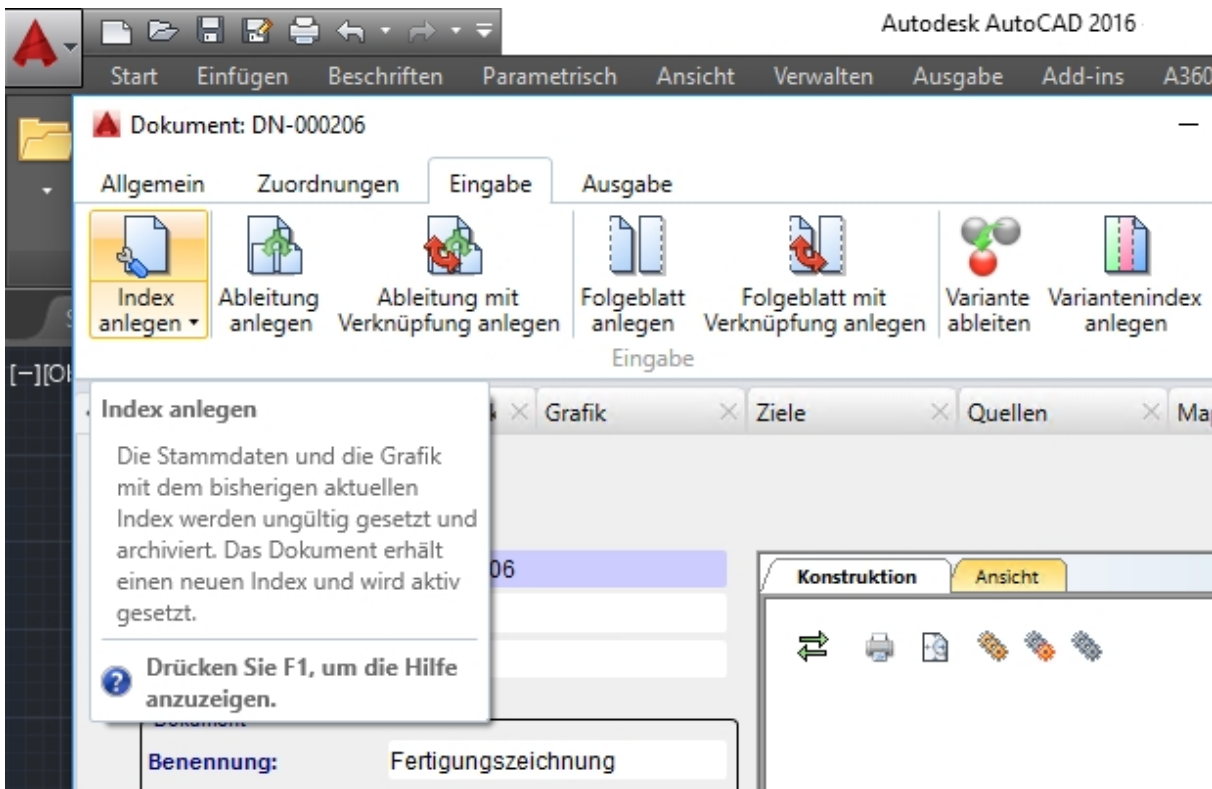 Autodesk AutoCAD 2016
Start Einfügen Beschriften Parametrisch Ansicht Verwalten Ausgabe Add-ins A360
Dokument: DN-000206
Allgemein Zuordnungen Eingabe Ausgabe
Index anlegen
Ableitung anlegen
Ableitung mit Verknüpfung anlegen
Folgeblatt anlegen
Folgeblatt mit Verknüpfung anlegen
Variante ableiten
Variantenindex anlegen
Eingabe
Grafik Ziele Quellen
Index anlegen
Die Stammdaten und die Grafik
mit dem bisherigen aktuellen
Index werden ungültig gesetzt und
archiviert. Das Dokument erhält
einen neuen Index und wird aktiv
gesetzt.
Drücken Sie F1, um die Hilfe
anzuzeigen.
06
Konstruktion Ansicht
Benennung: Fertigungszeichnung